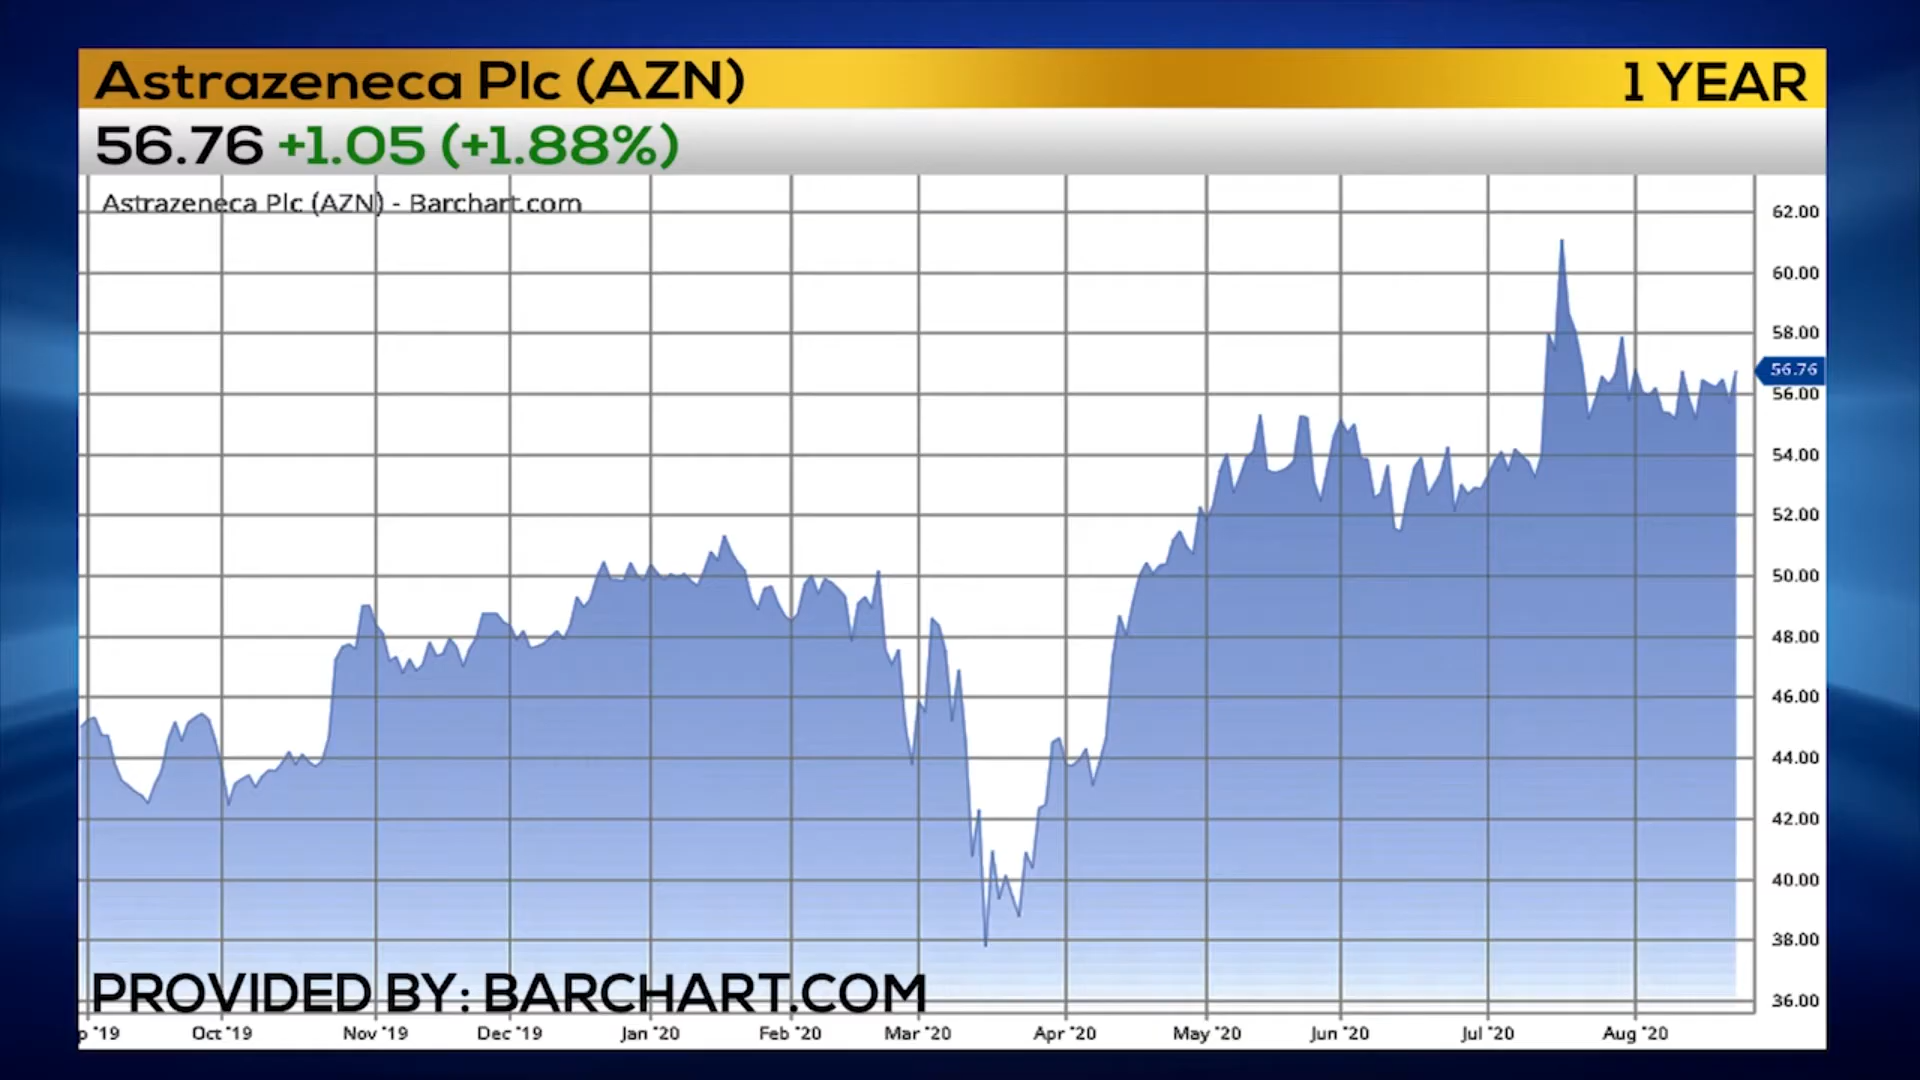 Astrazeneca Plc (AZN)
1 YEAR
56.76 +1.05 (+1.88%)
Astrazeneca Plc (AZN) - Barchart.com
62.00
60.00
58.00
56.76
56.00
54.00
52.00
50.00
48.00
46.00
44.00
42.00
40.00
38.00
36.00
PROVIDED BY: BARCHART.COM
p '19 Oct '19 Nov '19 Dec '19 Jan '20 Feb '20 Mar '20 Apr '20 May '20 Jun '20 Jul '20 Aug '20